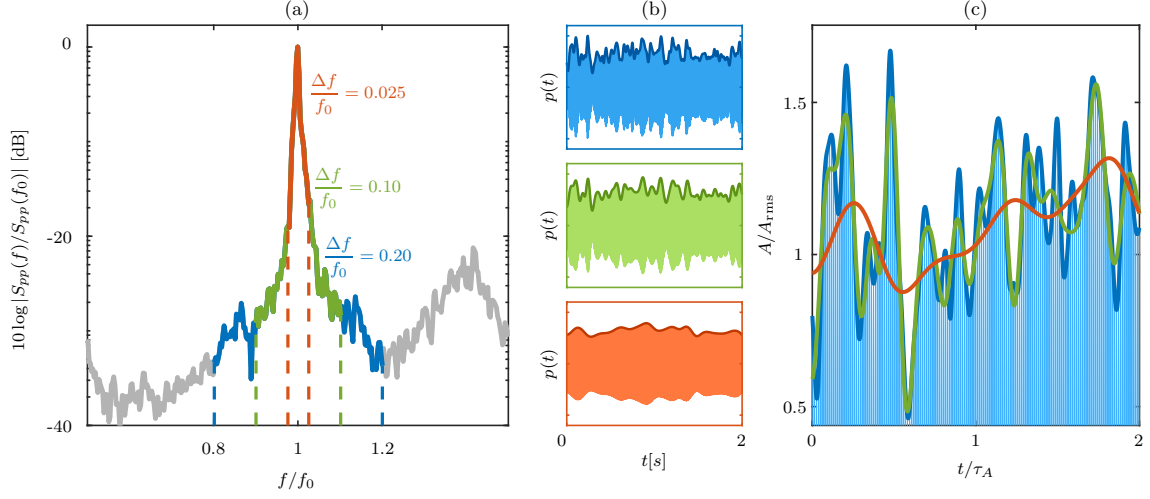 (a)
0
-20
-40
0.8
1
1.2
f/f₀
10 log |Sₚₚ(f)/Sₚₚ(f₀)| [dB]
Δf/f₀ = 0.025
Δf/f₀ = 0.10
Δf/f₀ = 0.20
(b)
p(t)
p(t)
p(t)
0
2
t[s]
(c)
1.5
1
0.5
A/Arms
0
1
2
t/τ_A